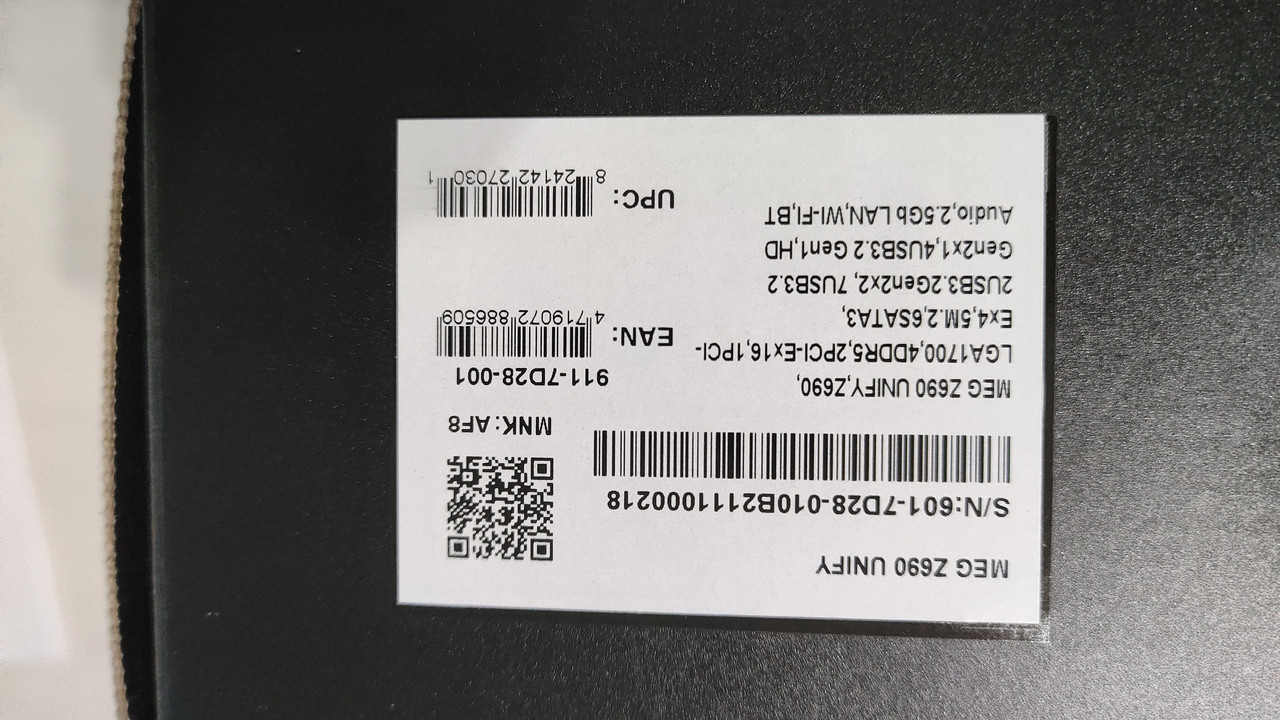 MEG Z690 UNIFY
S/N:601-7D28-010B2111000218
MNK: AF8
911-7D28-001
MEG Z690 UNIFY,Z690,
LGA1700,4DDR5,2PCI-Ex16,1PCI-
Ex4,5M.2,6SATA3,
2USB3.2Gen2x2, 7USB3.2
Gen2x1,4USB3.2 Gen1,HD
Audio,2.5Gb LAN,WI-FI,BT
EAN:
4 719072 886509
UPC:
8 24142 27030 1